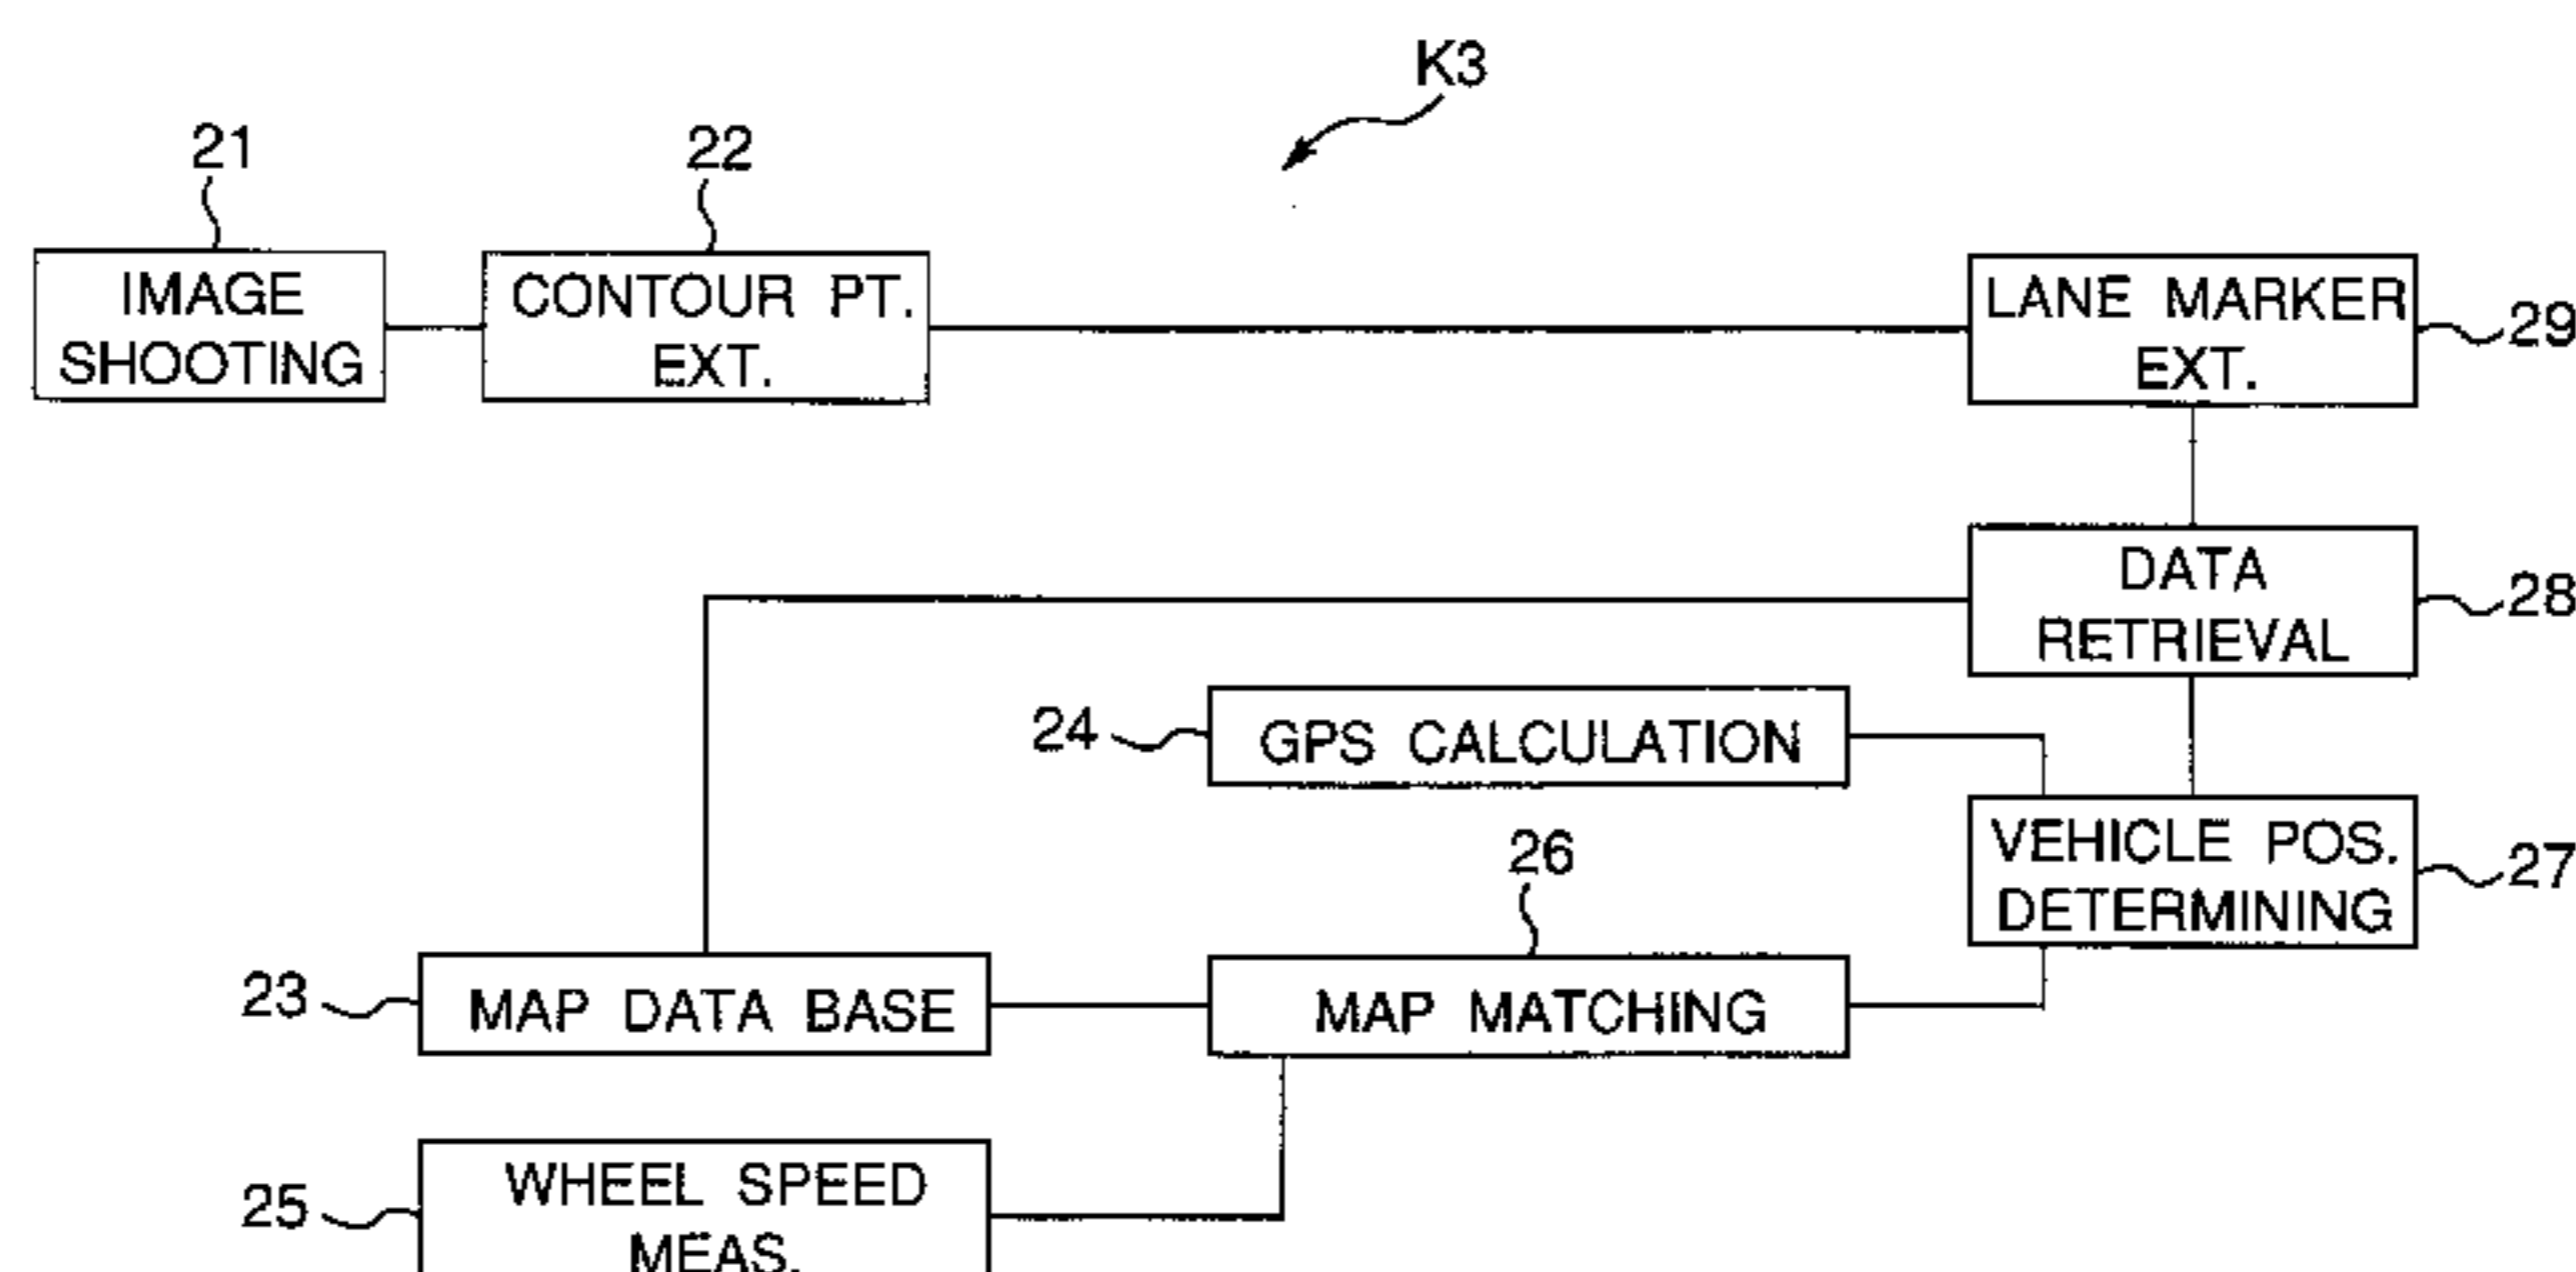 K3
21
22
IMAGE
SHOOTING
CONTOUR PT.
EXT.
LANE MARKER
EXT.
29
DATA
RETRIEVAL
28
24
GPS CALCULATION
VEHICLE POS.
DETERMINING
27
26
23
MAP DATA BASE
MAP MATCHING
25
WHEEL SPEED
MEAS.